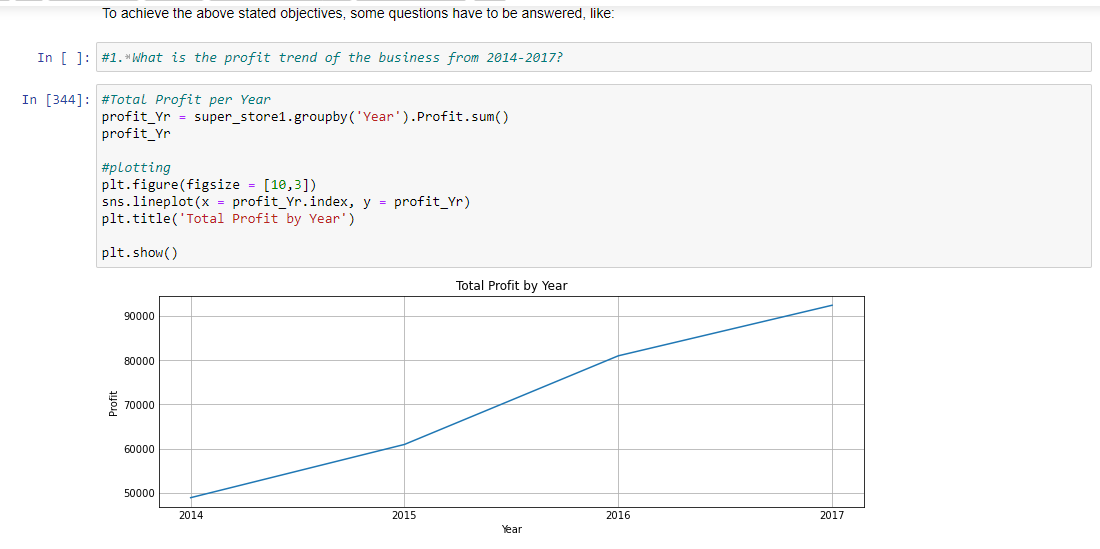 To achieve the above stated objectives, some questions have to be answered, like:
In [ ]: #1.*What is the profit trend of the business from 2014-2017?
In [344]: #Total Profit per Year
profit_Yr = super_store1.groupby('Year').Profit.sum()
profit_Yr
#plotting
plt.figure(figsize = [10,3])
sns.lineplot(x = profit_Yr.index, y = profit_Yr)
plt.title('Total Profit by Year')
plt.show()
Total Profit by Year
90000
80000
70000
60000
50000
Profit
2014 2015 2016 2017
Year